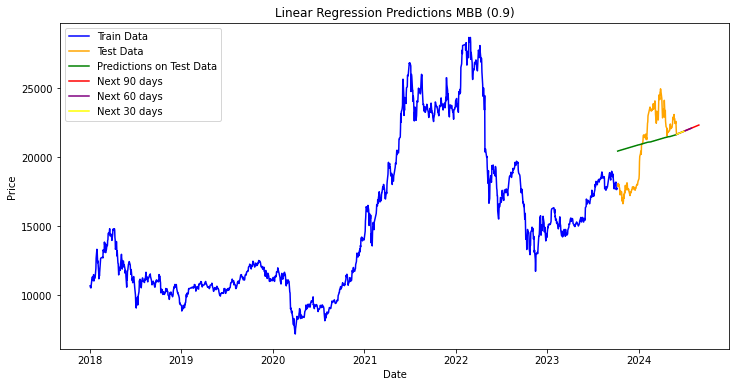 Linear Regression Predictions MBB (0.9)
Train Data
Test Data
Predictions on Test Data
Next 90 days
Next 60 days
Next 30 days
25000
20000
15000
10000
Price
2018 2019 2020 2021 2022 2023 2024
Date